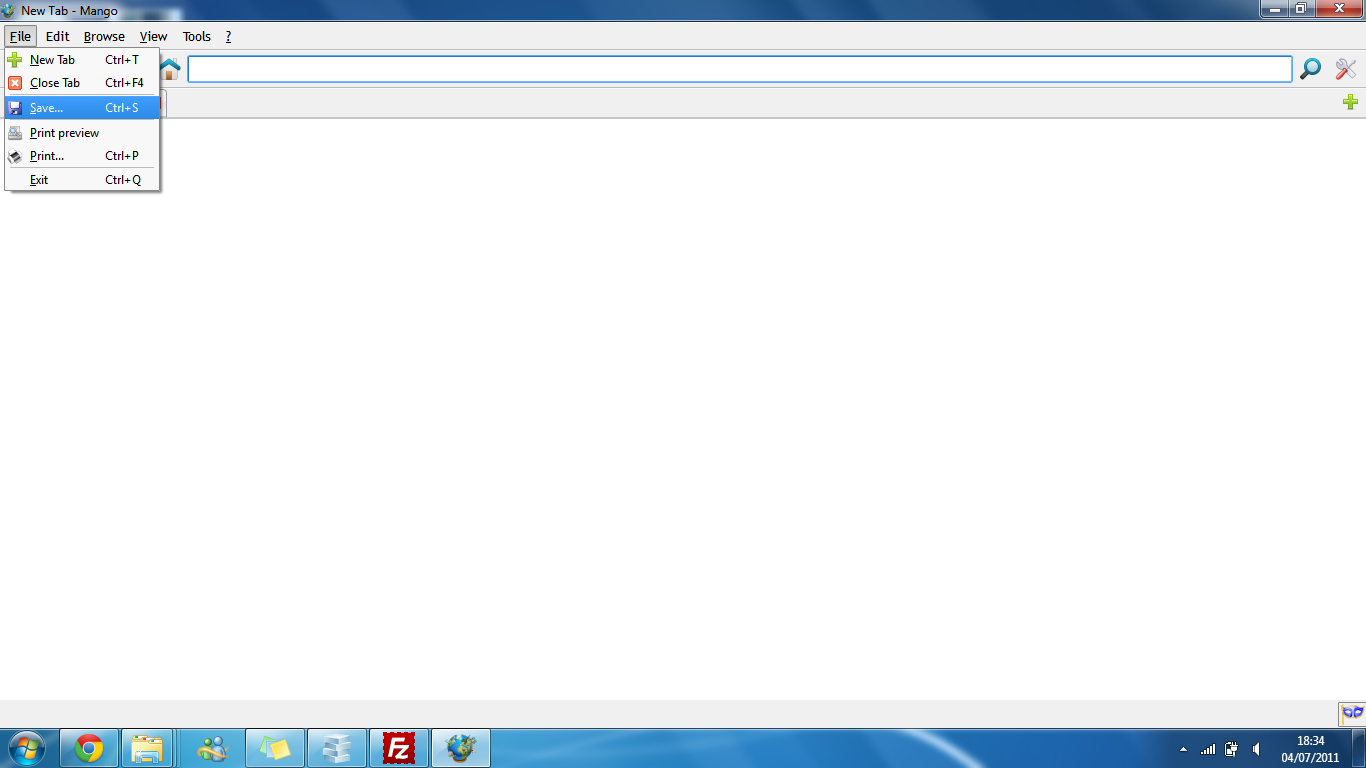 New Tab - Mango
File Edit Browse View Tools ?
New Tab Ctrl+T
Close Tab Ctrl+F4
Save... Ctrl+S
Print preview
Print... Ctrl+P
Exit Ctrl+Q
Fz
18:34
04/07/2011